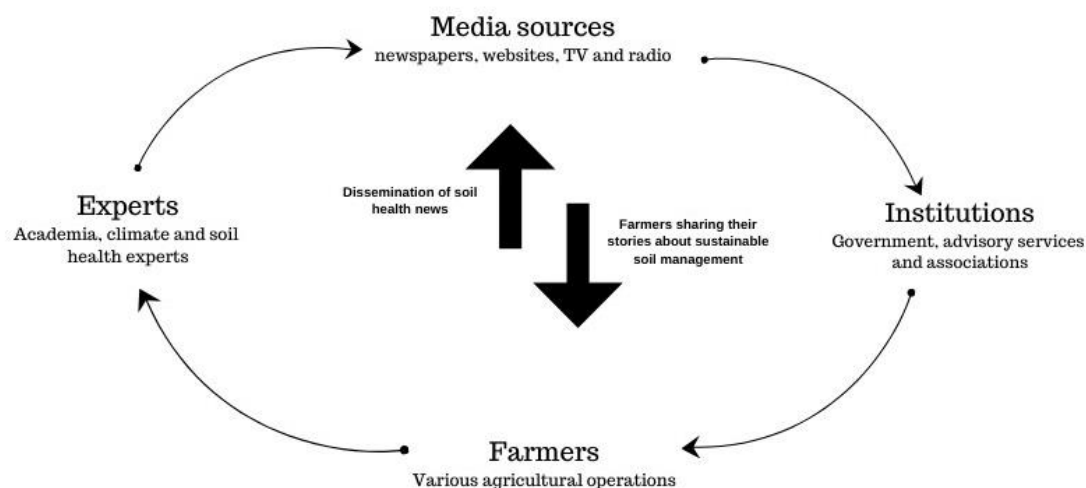 Media sources
newspapers, websites, TV and radio
Experts
Academia, climate and soil
health experts
Dissemination of soil
health news
Farmers sharing their
stories about sustainable
soil management
Institutions
Government, advisory services
and associations
Farmers
Various agricultural operations